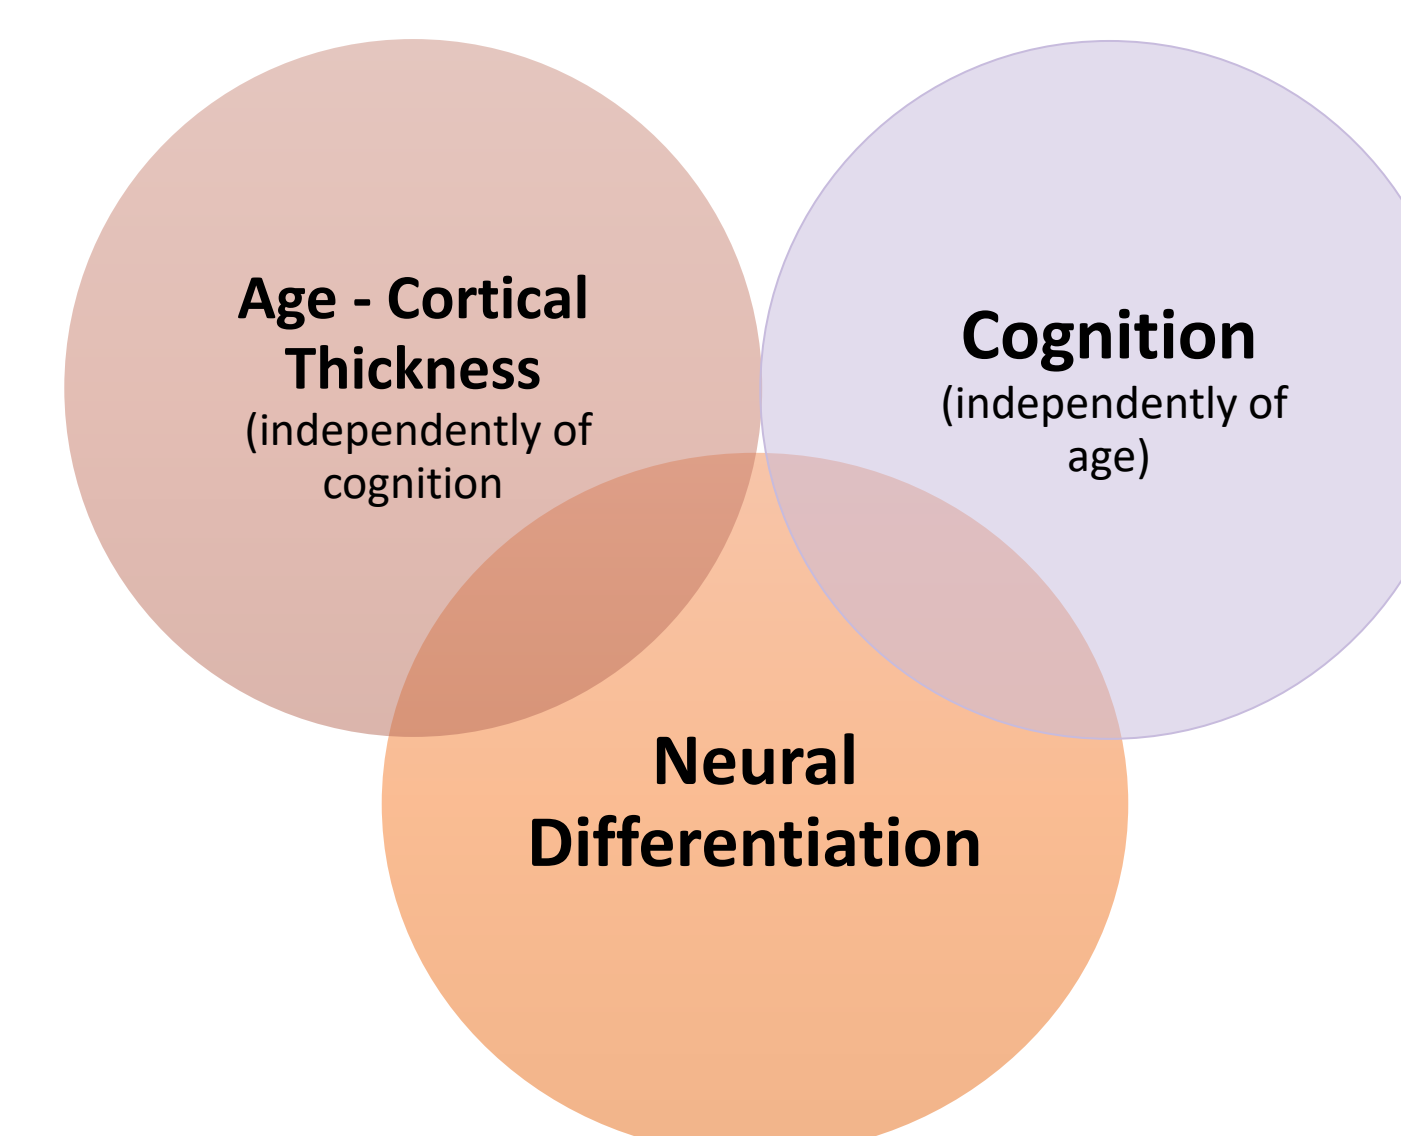 Age - Cortical
Thickness
(independently of
cognition
Cognition
(independently of
age)
Neural
Differentiation